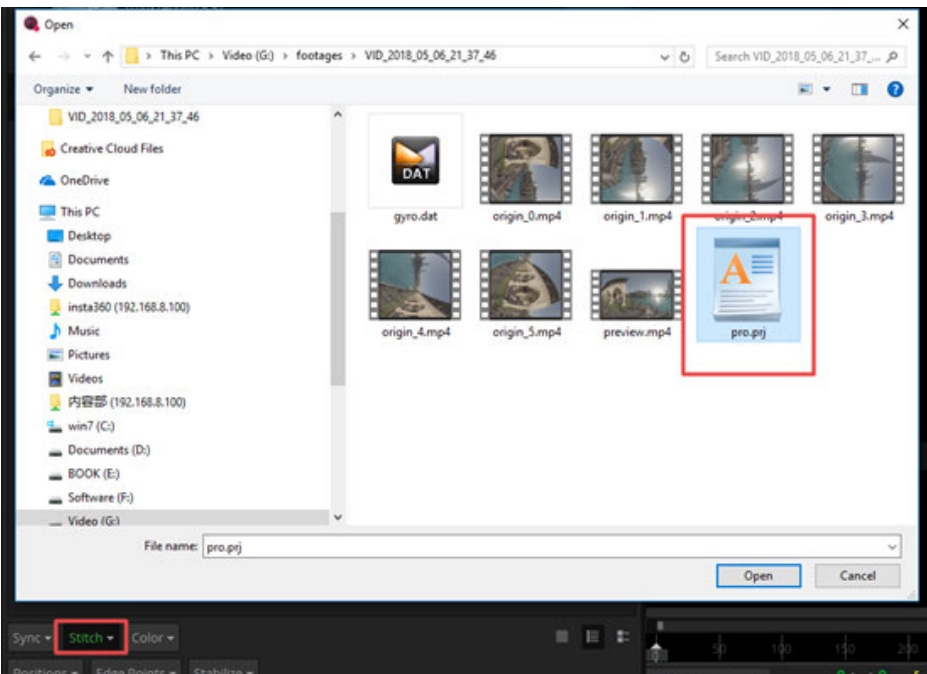 Open
This PC > Video (G:) > footages > VID_2018_05_06_21_37_46
Search VID_2018_05_06_21_37_...
Organize
New folder
VID_2018_05_06_21_37_46
Creative Cloud Files
OneDrive
This PC
Desktop
Documents
Downloads
insta360 (192.168.8.100)
Music
Pictures
Videos
内容部 (192.168.8.100)
win7 (C:)
Documents (D:)
BOOK (E:)
Software (F:)
Video (G:)
DAT
gyro.dat
origin_0.mp4
origin_1.mp4
origin_2.mp4
origin_3.mp4
A
origin_4.mp4
origin_5.mp4
preview.mp4
pro.prj
File name: pro.prj
Open
Cancel
Sync
Stitch
Color
0 50 100 150 200
Positions
Edge Points
Stabilize